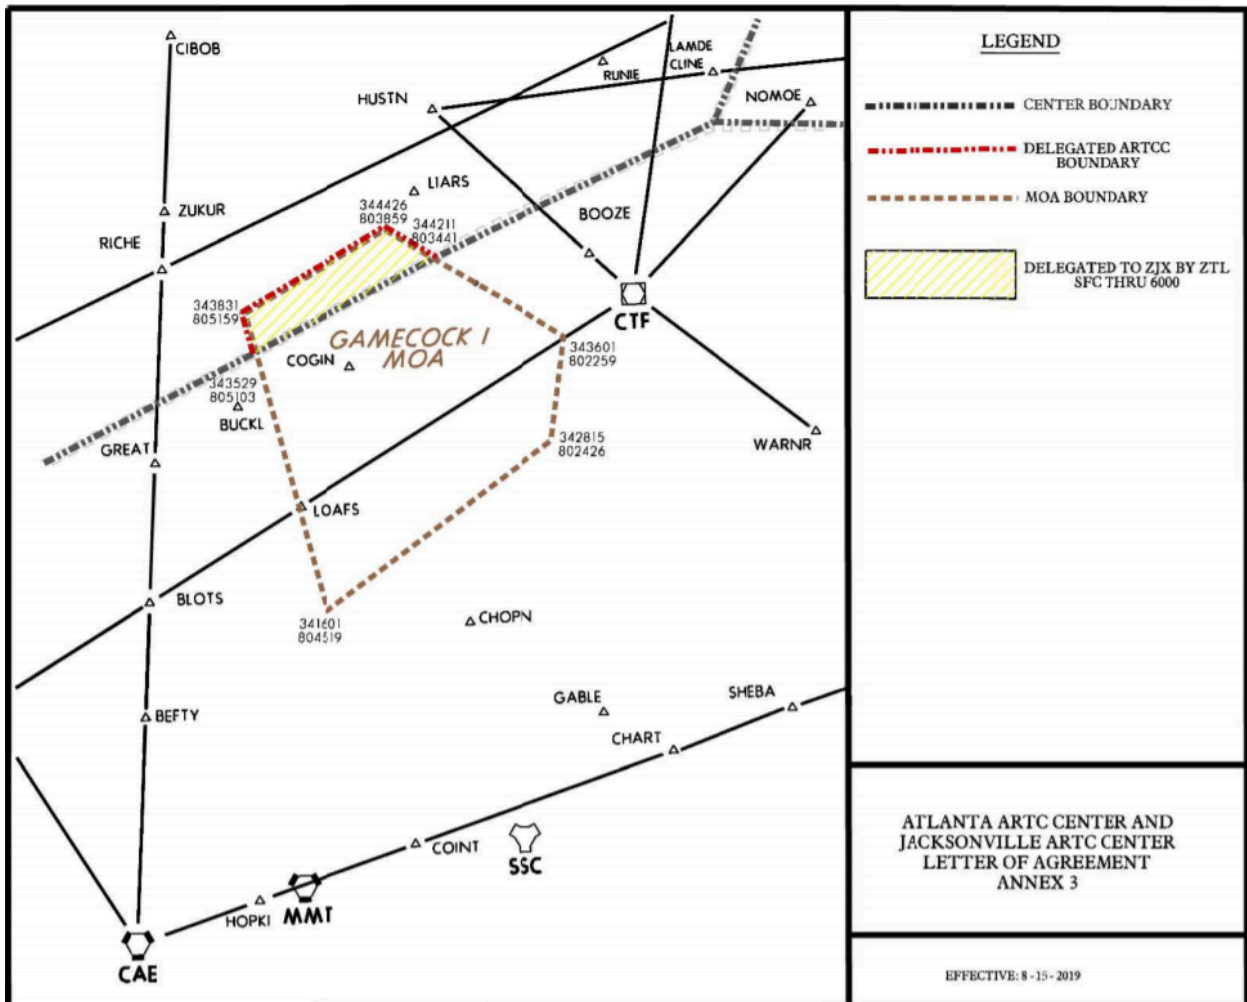 CIBOB
LAMDE
RUNIE
CLINE
HUSTN
NOMOE
LIARS
ZUKUR
344426
803859
344211
803441
BOOZE
RICHE
343831
805159
GAMECOCK I
MOA
CTF
COGIN
343601
802259
343529
805103
BUCKL
GREAT
342815
802426
WARNR
LOAFS
BLOTS
341601
804519
CHOPN
BEFTY
GABLE
SHEBA
CHART
COINT
SSC
HOPKI
MMT
CAE
LEGEND
CENTER BOUNDARY
DELEGATED ARTCC
BOUNDARY
MOA BOUNDARY
DELEGATED TO ZJX BY ZTL
SFC THRU 6000
ATLANTA ARTC CENTER AND
JACKSONVILLE ARTC CENTER
LETTER OF AGREEMENT
ANNEX 3
EFFECTIVE: 8-15-2019